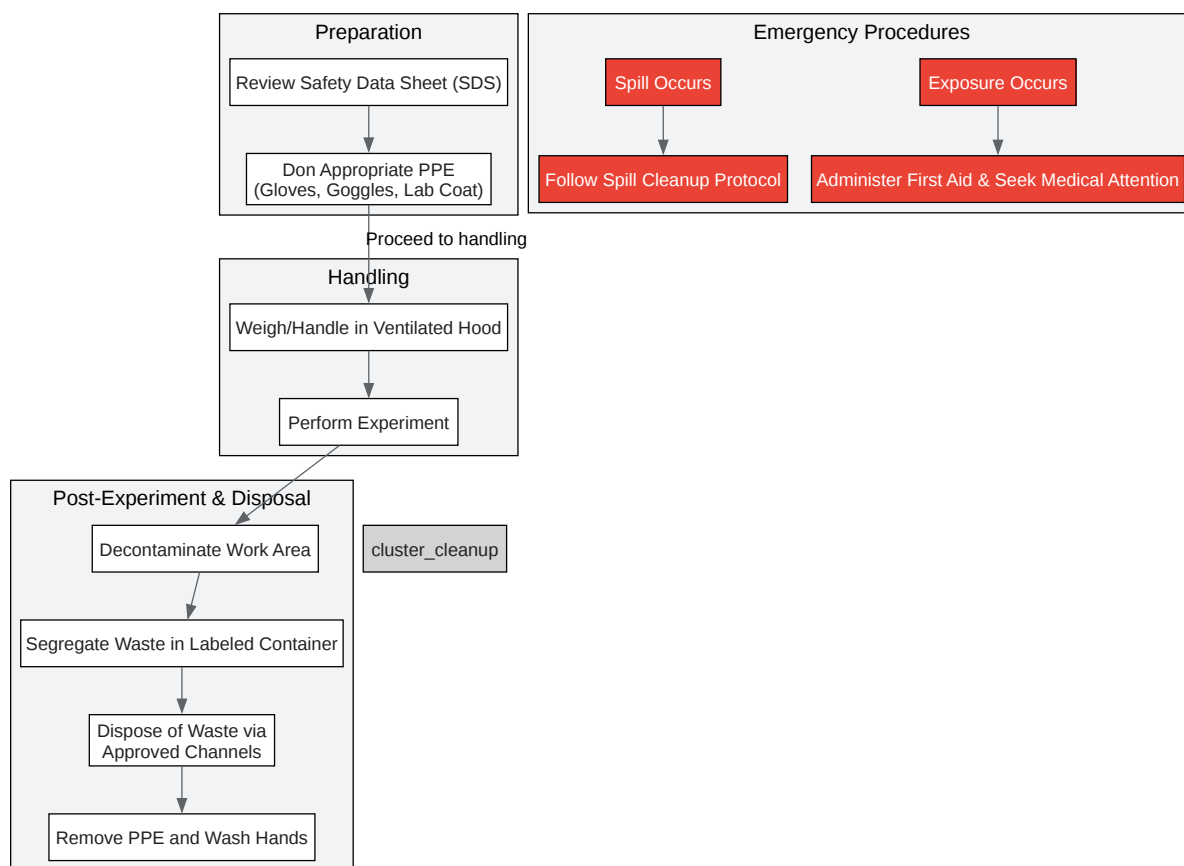 Preparation
Review Safety Data Sheet (SDS)
Don Appropriate PPE
(Gloves, Goggles, Lab Coat)
Emergency Procedures
Spill Occurs
Exposure Occurs
Follow Spill Cleanup Protocol
Administer First Aid & Seek Medical Attention
Proceed to handling
Handling
Weigh/Handle in Ventilated Hood
Perform Experiment
Post-Experiment & Disposal
Decontaminate Work Area
cluster_cleanup
Segregate Waste in Labeled Container
Dispose of Waste via
Approved Channels
Remove PPE and Wash Hands